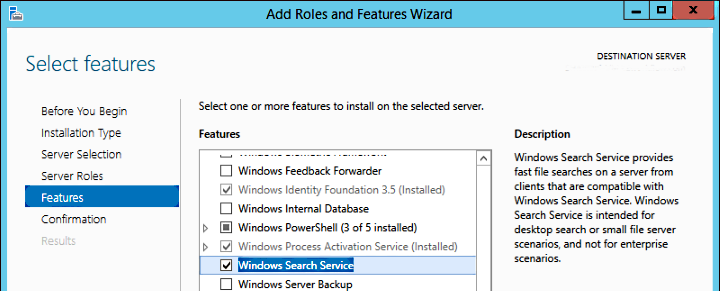 Add Roles and Features Wizard
Select features
DESTINATION SERVER
Before You Begin
Installation Type
Server Selection
Server Roles
Features
Confirmation
Results
Select one or more features to install on the selected server.
Features
Windows Feedback Forwarder
Windows Identity Foundation 3.5 (Installed)
Windows Internal Database
Windows PowerShell (3 of 5 installed)
Windows Process Activation Service (Installed)
Windows Search Service
Windows Server Backup
Description
Windows Search Service provides
fast file searches on a server from
clients that are compatible with
Windows Search Service. Windows
Search Service is intended for
desktop search or small file server
scenarios, and not for enterprise
scenarios.